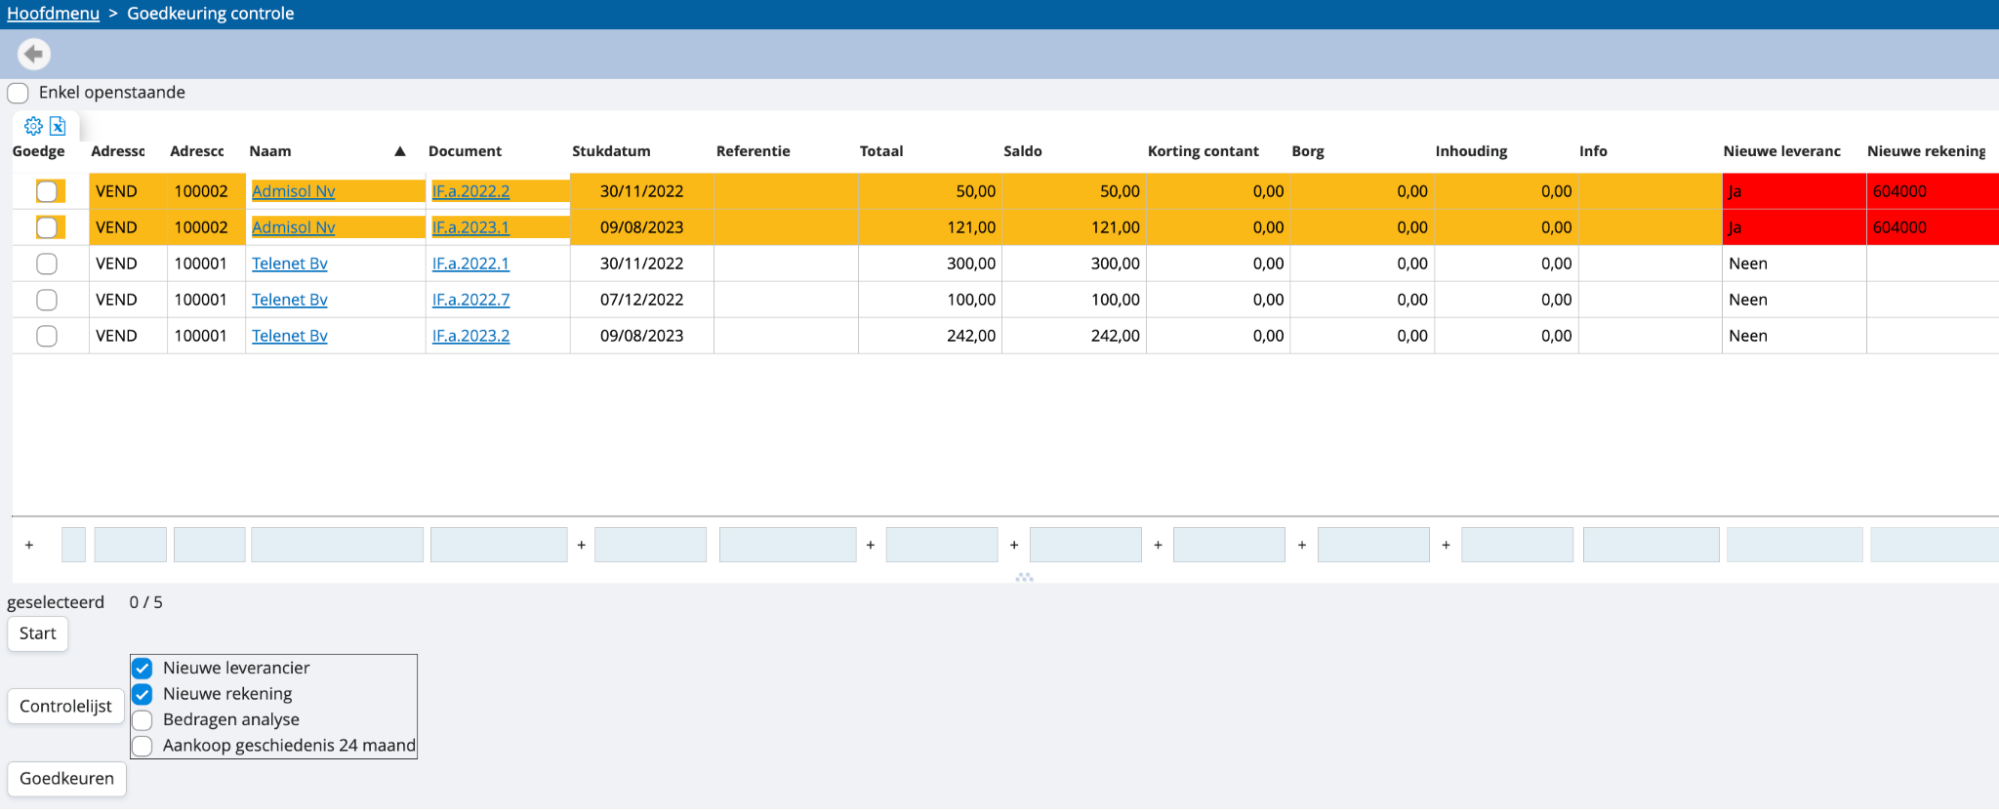 Hoofdmenu > Goedkeuring controle
Enkel openstaande
Goedge Adressc Adrescc Naam ▲ Document Stukdatum Referentie Totaal Saldo Korting contant Borg Inhouding Info Nieuwe leveranc Nieuwe rekening
VEND 100002 Admisol Nv IF.a.2022.2 30/11/2022 50,00 50,00 0,00 0,00 0,00 Ja 604000
VEND 100002 Admisol Nv IF.a.2023.1 09/08/2023 121,00 121,00 0,00 0,00 0,00 Ja 604000
VEND 100001 Telenet Bv IF.a.2022.1 30/11/2022 300,00 300,00 0,00 0,00 0,00 Neen
VEND 100001 Telenet Bv IF.a.2022.7 07/12/2022 100,00 100,00 0,00 0,00 0,00 Neen
VEND 100001 Telenet Bv IF.a.2023.2 09/08/2023 242,00 242,00 0,00 0,00 0,00 Neen
+ + + + + + +
geselecteerd 0 / 5
Start
Nieuwe leverancier
Nieuwe rekening
Controlelijst
Bedragen analyse
Aankoop geschiedenis 24 maand
Goedkeuren